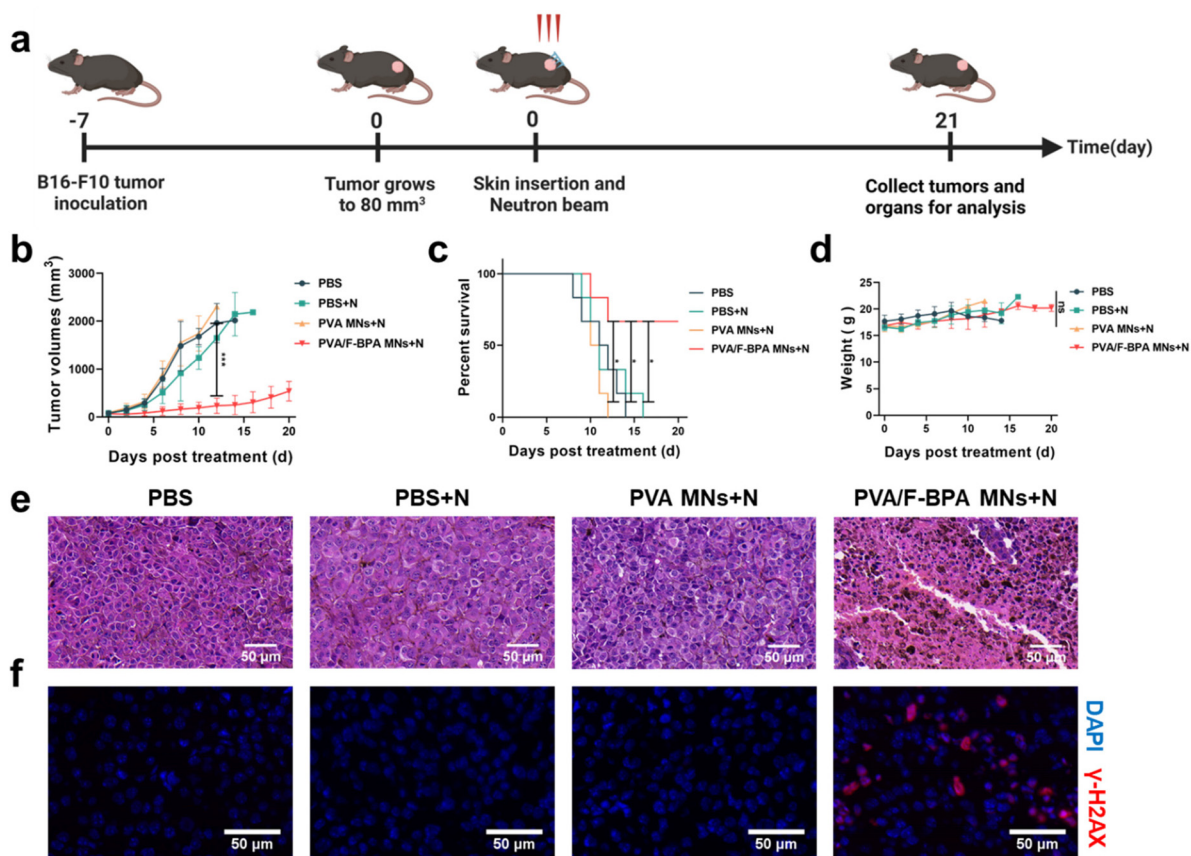 a
-7
0
0
21
Time(day)
B16-F10 tumor
inoculation
Tumor grows
to 80 mm³
Skin insertion and
Neutron beam
Collect tumors and
organs for analysis
b
Tumor volumes (mm³)
3000
2000
1000
0
0
5
10
15
20
Days post treatment (d)
***
PBS
PBS+N
PVA MNs+N
PVA/F-BPA MNs+N
c
Percent survival
100
50
0
0
5
10
15
20
Days post treatment (d)
*
*
*
PBS
PBS+N
PVA MNs+N
PVA/F-BPA MNs+N
d
Weight ( g )
25
20
15
10
5
0
0
5
10
15
20
Days post treatment (d)
PBS
PBS+N
PVA MNs+N
PVA/F-BPA MNs+N
ns
e
PBS
PBS+N
PVA MNs+N
PVA/F-BPA MNs+N
50 μm
50 μm
50 μm
50 μm
f
50 μm
50 μm
50 μm
50 μm
DAPI
γ-H2AX